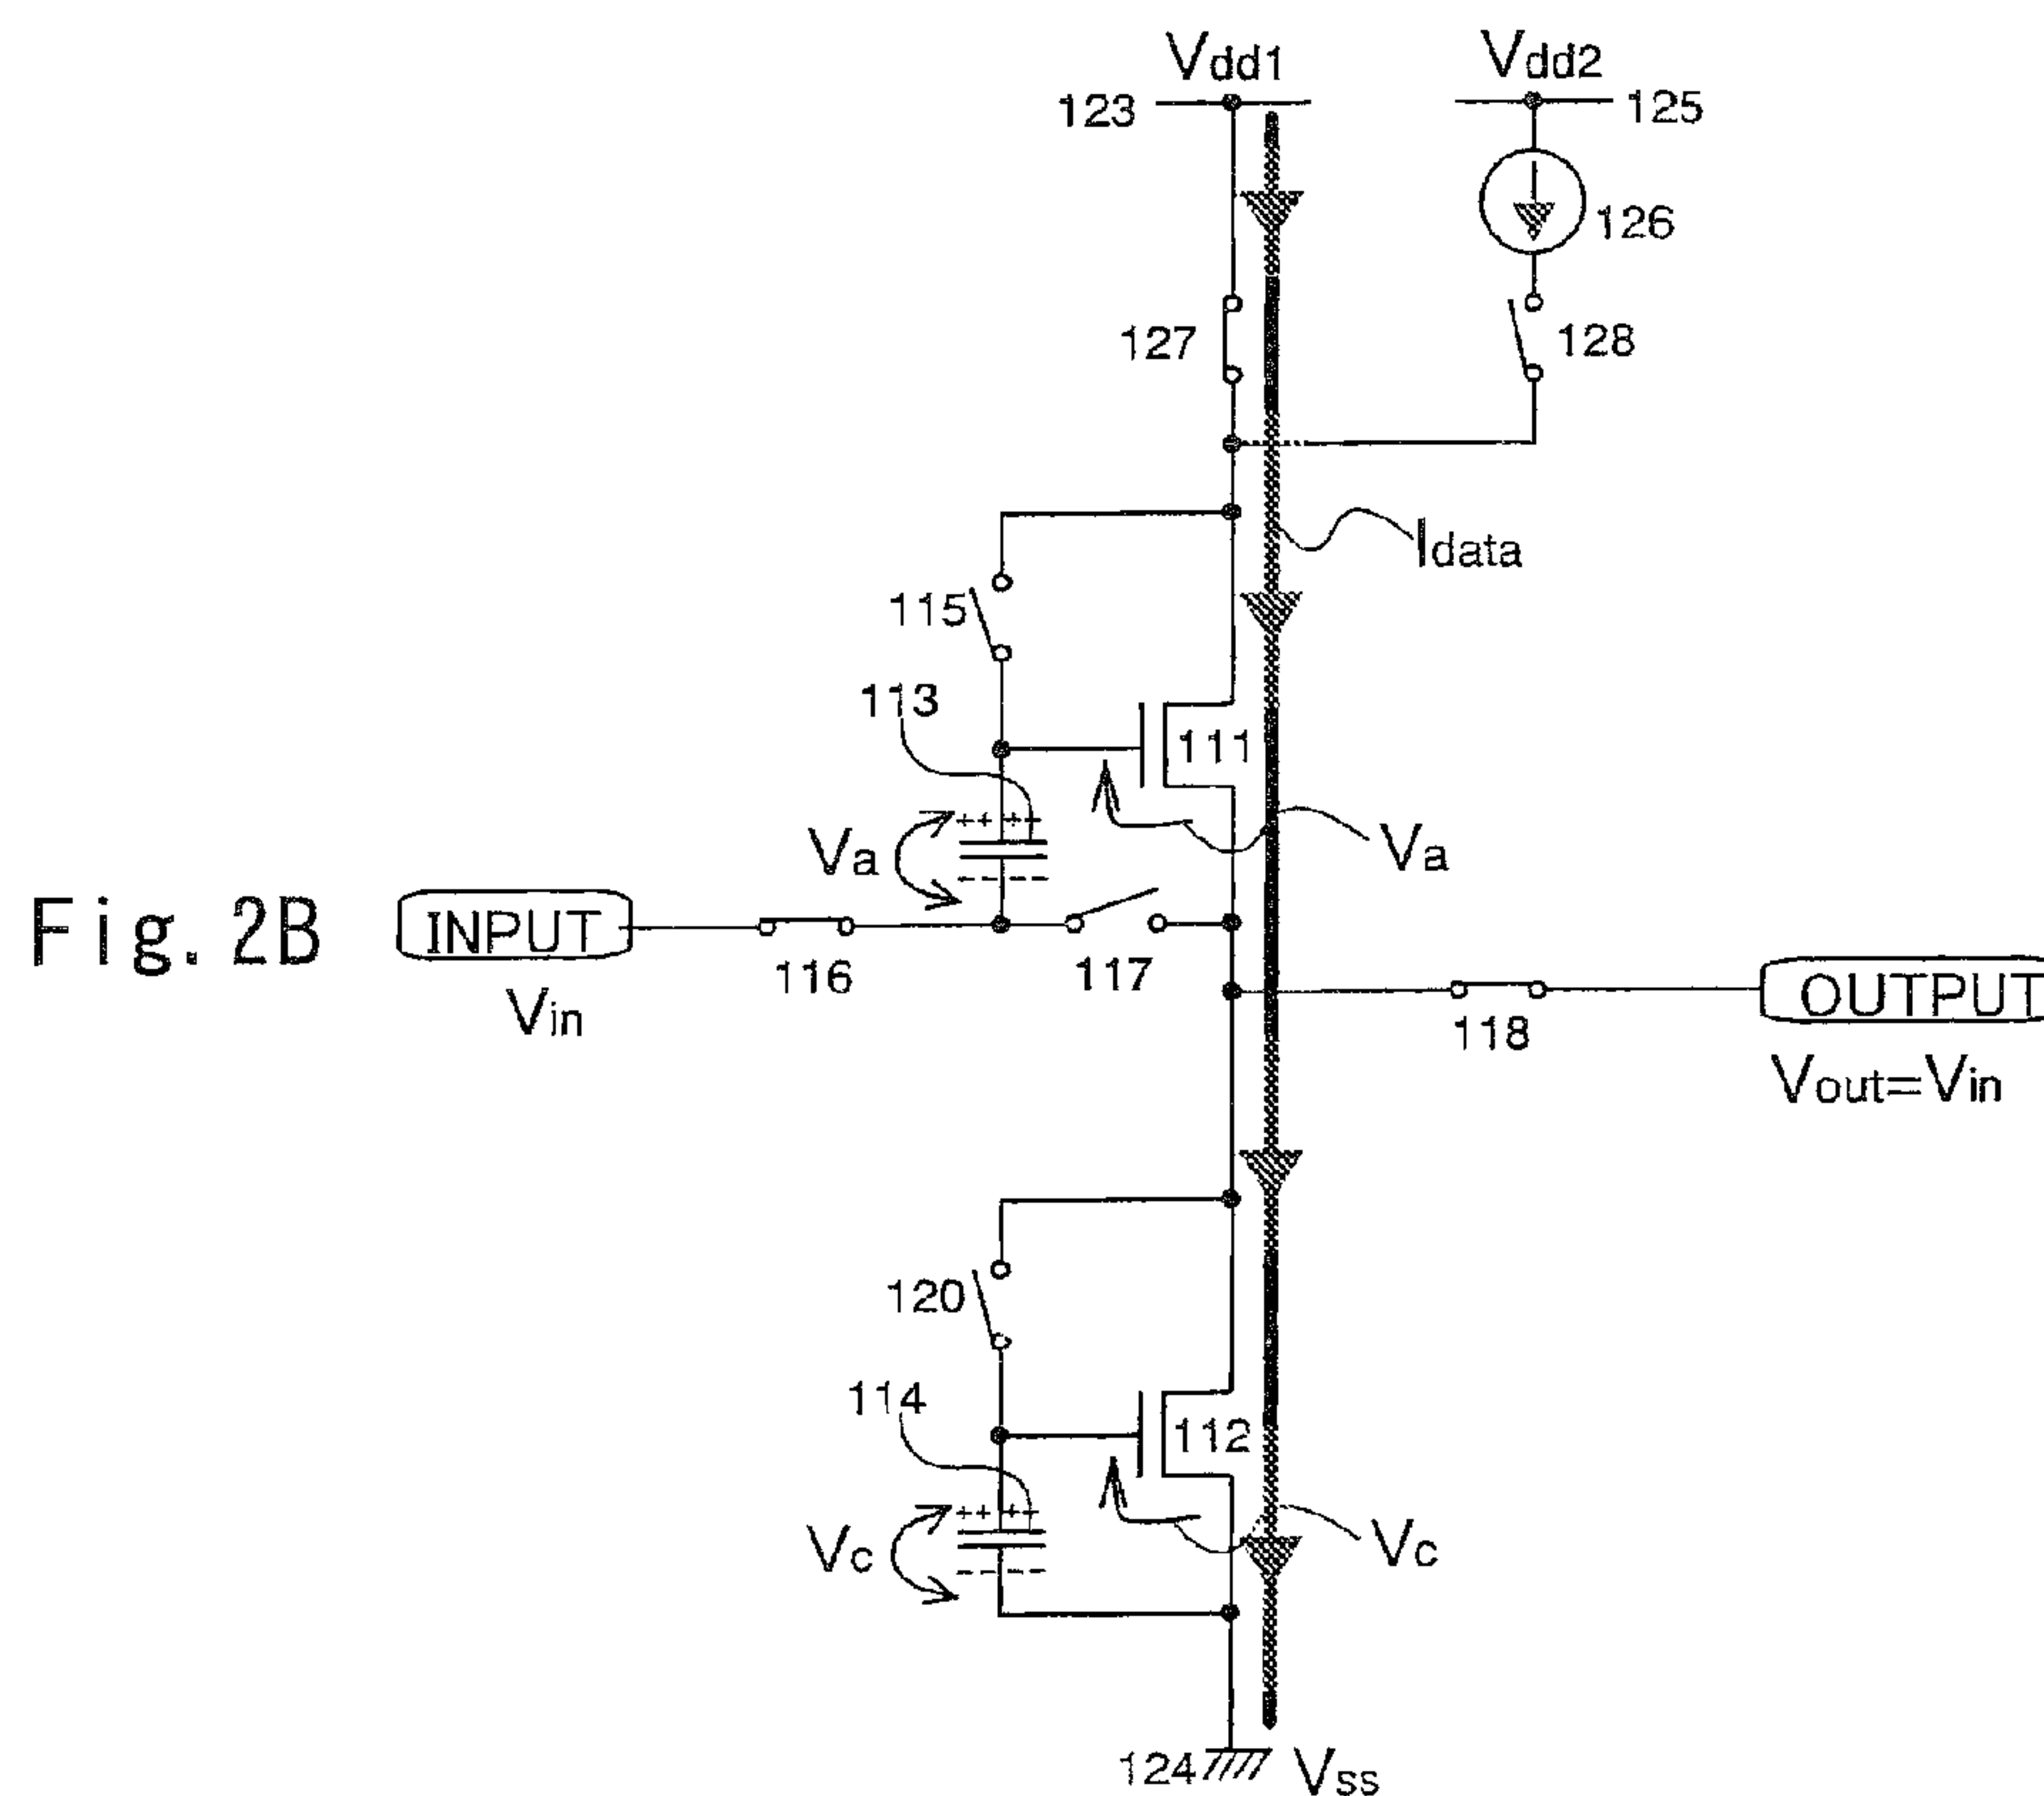 Vdd1
Vdd2
123
125
126
127
128
Idata
115
113
111
Va
Va
Fig. 2B
INPUT
116
117
Vin
118
OUTPUT
Vout=Vin
120
114
112
Vc
Vc
124
Vss